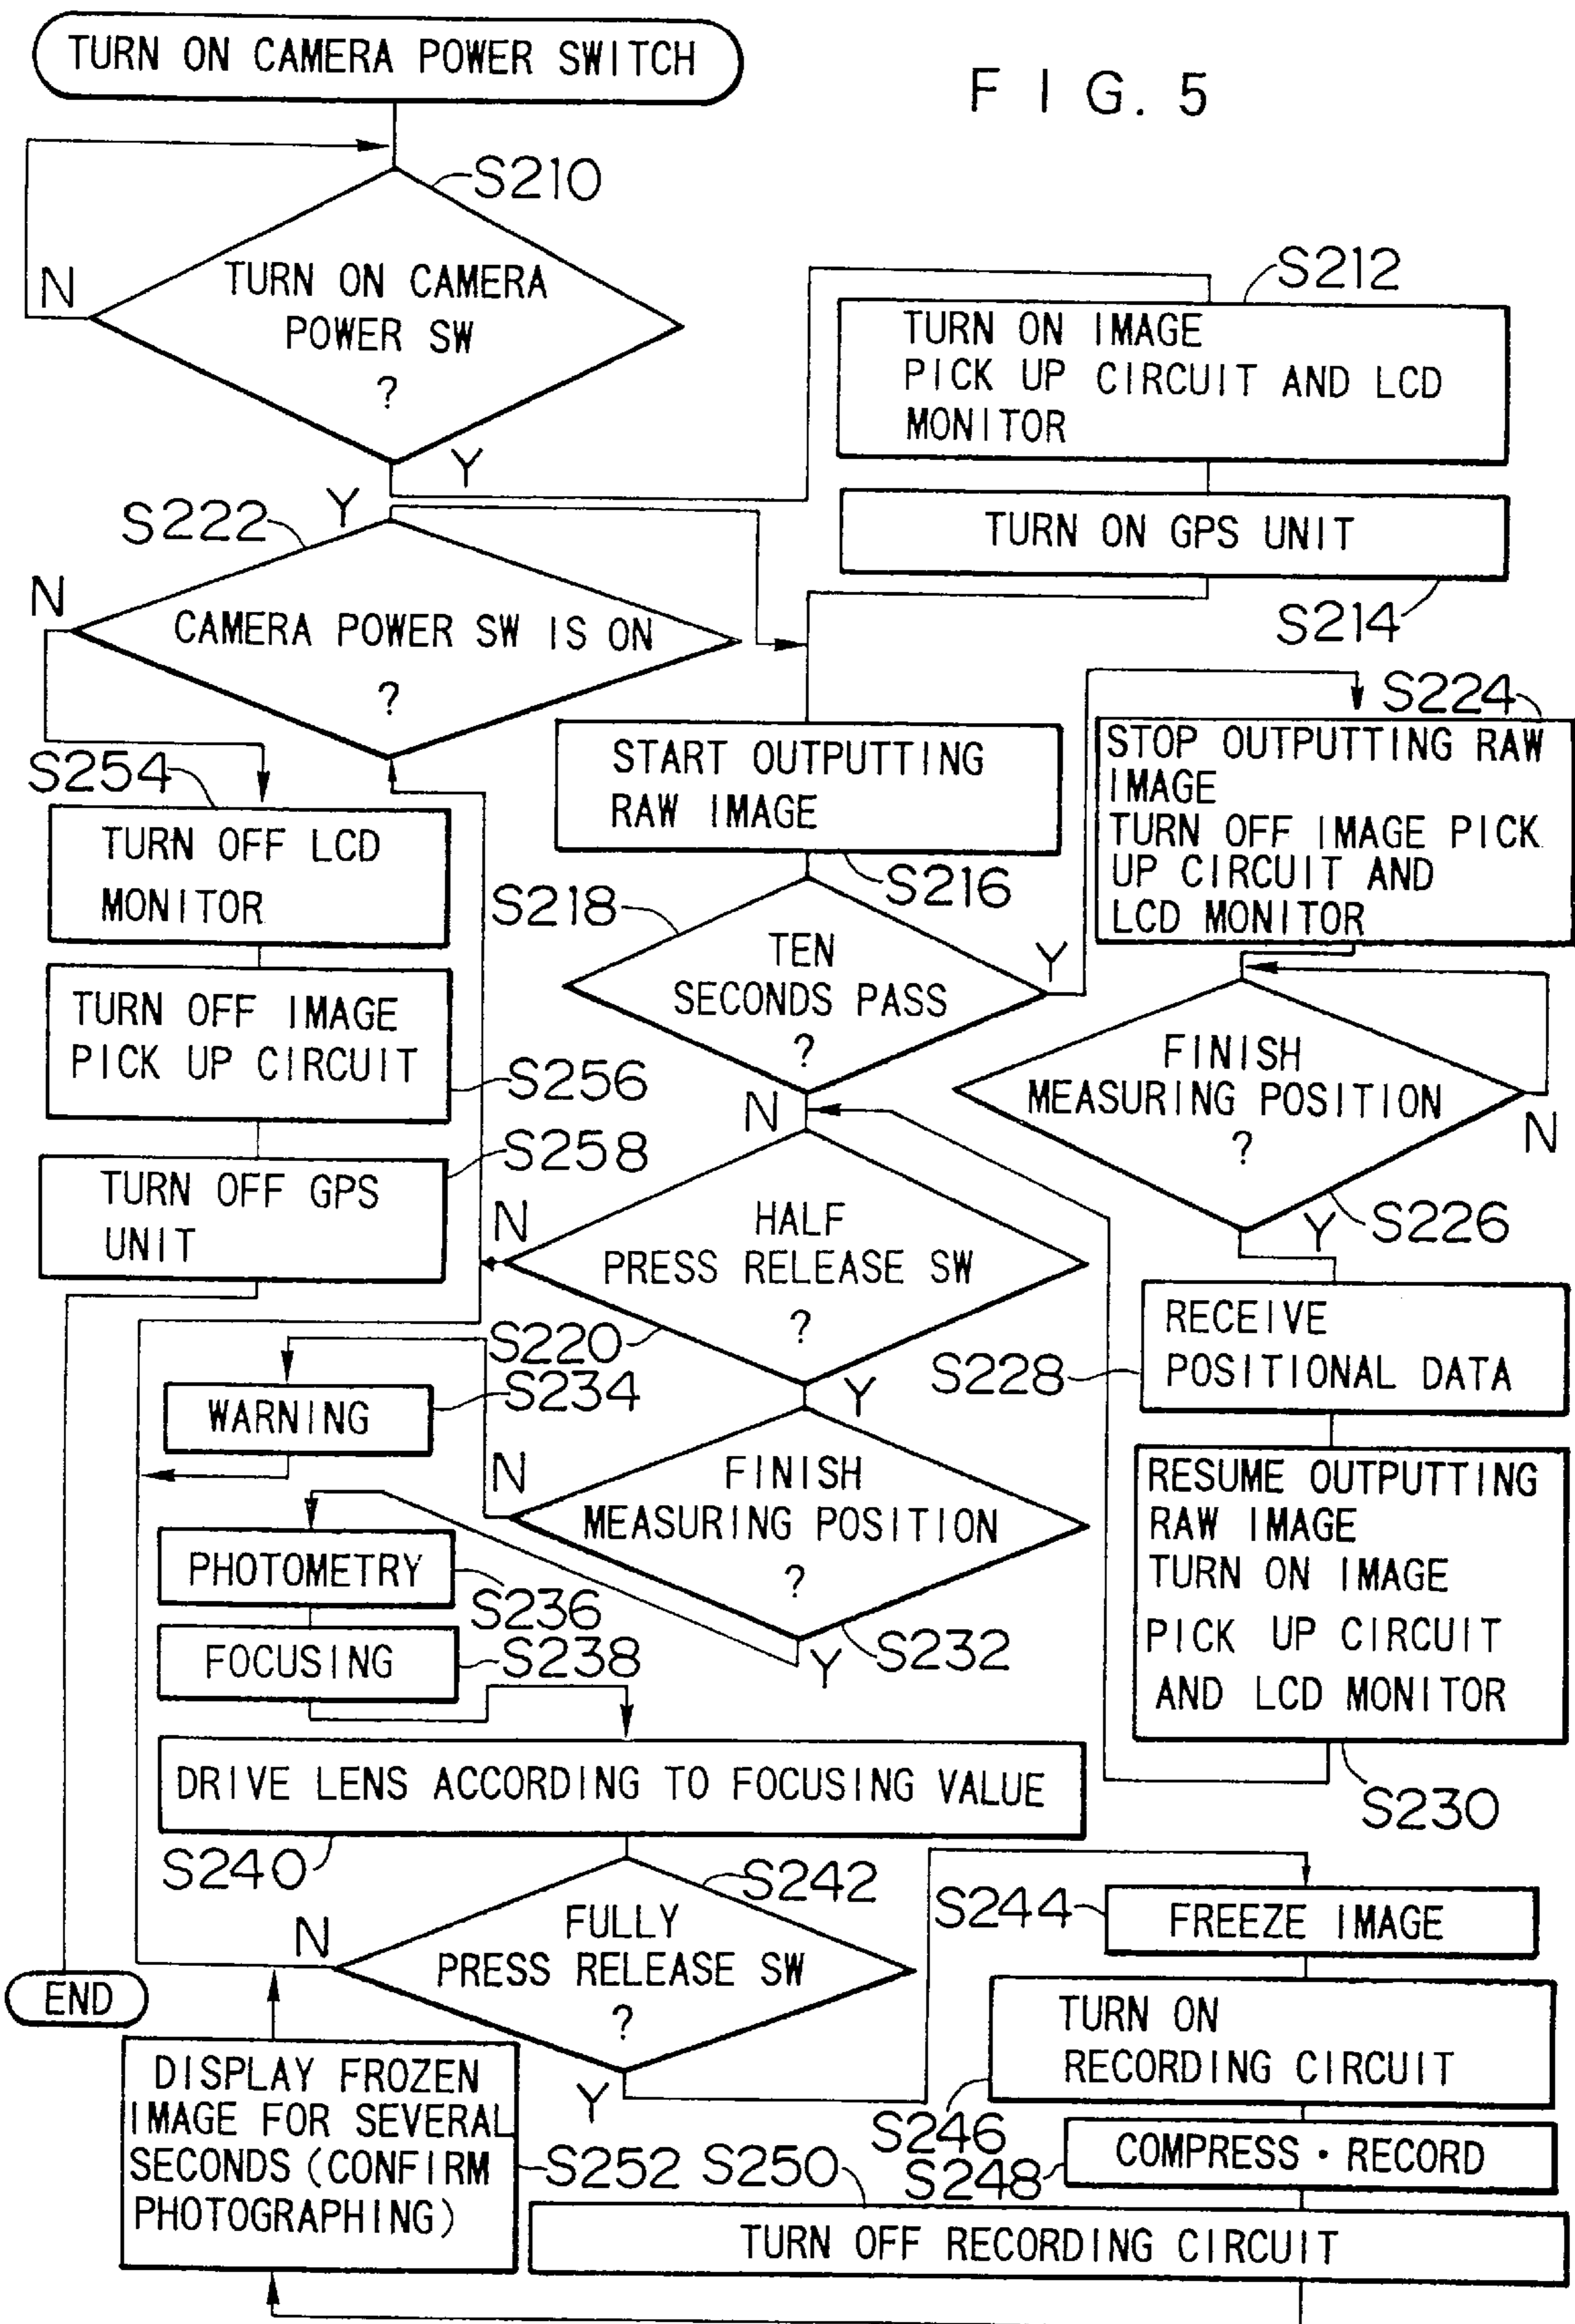 TURN ON CAMERA POWER SWITCH
F I G. 5
S210
TURN ON CAMERA
POWER SW
?
N
Y
S212
TURN ON IMAGE
PICK UP CIRCUIT AND LCD
MONITOR
TURN ON GPS UNIT
S214
S222
Y
N
CAMERA POWER SW IS ON
?
S254
TURN OFF LCD
MONITOR
TURN OFF IMAGE
PICK UP CIRCUIT
S256
S258
TURN OFF GPS
UNIT
START OUTPUTTING
RAW IMAGE
S216
S218
TEN
SECONDS PASS
?
Y
N
S224
STOP OUTPUTTING RAW
IMAGE
TURN OFF IMAGE PICK
UP CIRCUIT AND
LCD MONITOR
FINISH
MEASURING POSITION
?
N
Y
S226
HALF
PRESS RELEASE SW
?
N
S220
Y
S228
RECEIVE
POSITIONAL DATA
S234
WARNING
N
FINISH
MEASURING POSITION
?
Y
S232
RESUME OUTPUTTING
RAW IMAGE
TURN ON IMAGE
PICK UP CIRCUIT
AND LCD MONITOR
S230
PHOTOMETRY
S236
FOCUSING
S238
DRIVE LENS ACCORDING TO FOCUSING VALUE
S240
S242
FULLY
PRESS RELEASE SW
?
N
Y
END
S244
FREEZE IMAGE
TURN ON
RECORDING CIRCUIT
S246
S248
COMPRESS・RECORD
S250
TURN OFF RECORDING CIRCUIT
DISPLAY FROZEN
IMAGE FOR SEVERAL
SECONDS (CONFIRM
PHOTOGRAPHING)
S252